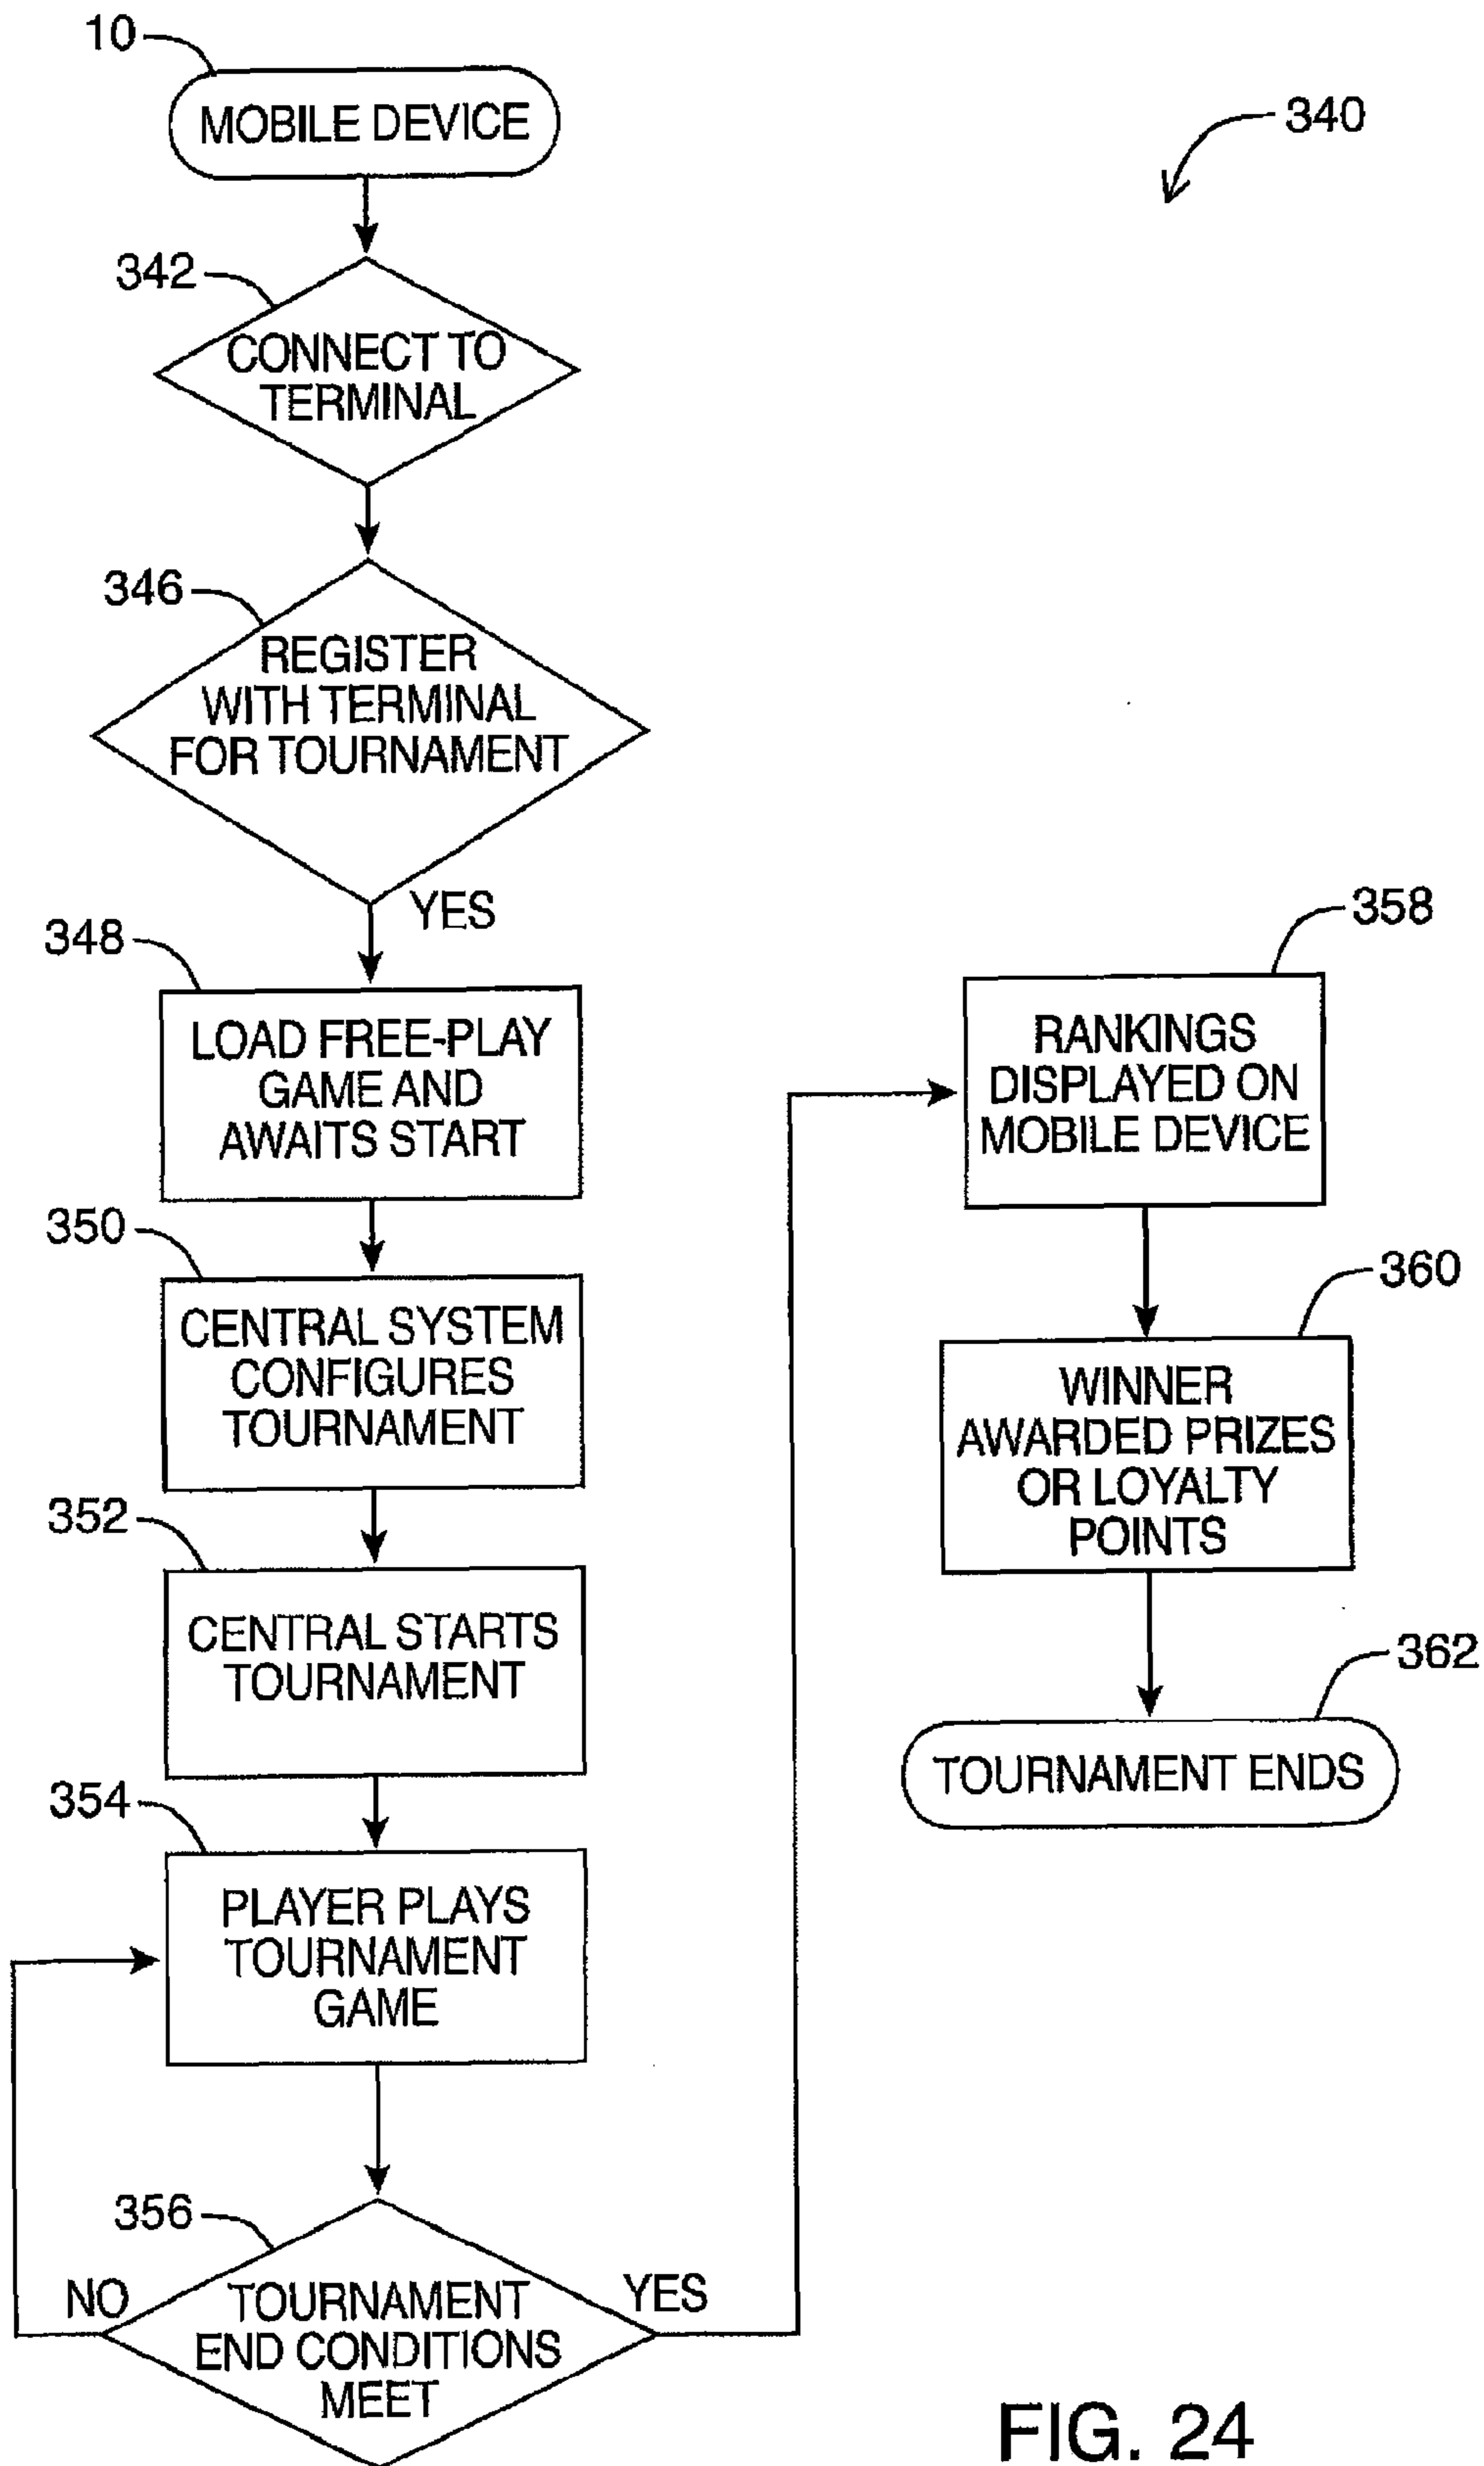 10
MOBILE DEVICE
340
342
CONNECT TO
TERMINAL
346
REGISTER
WITH TERMINAL
FOR TOURNAMENT
YES
348
LOAD FREE-PLAY
GAME AND
AWAITS START
350
CENTRAL SYSTEM
CONFIGURES
TOURNAMENT
352
CENTRAL STARTS
TOURNAMENT
354
PLAYER PLAYS
TOURNAMENT
GAME
356
NO
TOURNAMENT
END CONDITIONS
MEET
YES
358
RANKINGS
DISPLAYED ON
MOBILE DEVICE
360
WINNER
AWARDED PRIZES
OR LOYALTY
POINTS
362
TOURNAMENT ENDS
FIG. 24